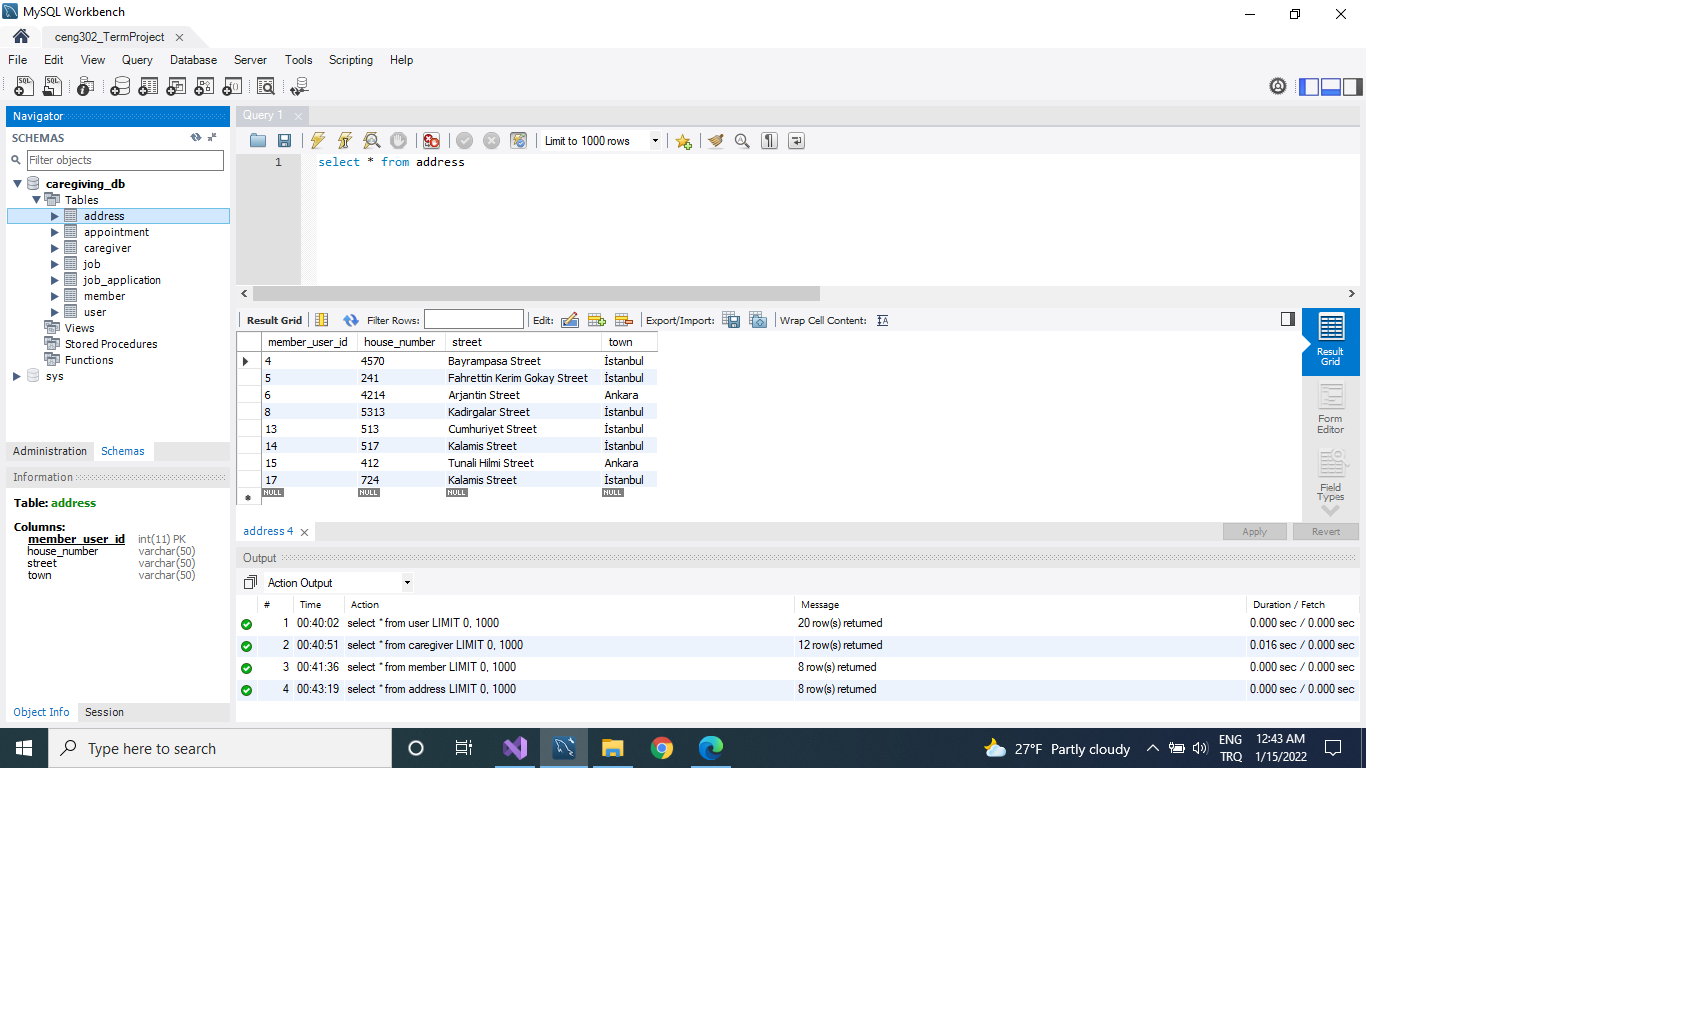 MySQL Workbench
ceng302_TermProject
File Edit View Query Database Server Tools Scripting Help
Navigator
SCHEMAS
Filter objects
caregiving_db
Tables
address
appointment
caregiver
job
job_application
member
user
Views
Stored Procedures
Functions
sys
Administration Schemas
Information
Table: address
Columns:
member_user_id int(11) PK
house_number varchar(50)
street varchar(50)
town varchar(50)
Object Info Session
Query 1
Limit to 1000 rows
1 select * from address
Result Grid Filter Rows: Edit: Export/Import: Wrap Cell Content:
member_user_id house_number street town
4 4570 Bayrampasa Street İstanbul
5 241 Fahrettin Kerim Gokay Street İstanbul
6 4214 Arjantin Street Ankara
8 5313 Kadirgalar Street İstanbul
13 513 Cumhuriyet Street İstanbul
14 517 Kalamis Street İstanbul
15 412 Tunali Hilmi Street Ankara
17 724 Kalamis Street İstanbul
NULL NULL NULL NULL
Result
Grid
Form
Editor
Field
Types
address 4
Apply Revert
Output
Action Output
# Time Action Message Duration / Fetch
1 00:40:02 select * from user LIMIT 0, 1000 20 row(s) returned 0.000 sec / 0.000 sec
2 00:40:51 select * from caregiver LIMIT 0, 1000 12 row(s) returned 0.016 sec / 0.000 sec
3 00:41:36 select * from member LIMIT 0, 1000 8 row(s) returned 0.000 sec / 0.000 sec
4 00:43:19 select * from address LIMIT 0, 1000 8 row(s) returned 0.000 sec / 0.000 sec
Type here to search
27°F Partly cloudy
ENG
TRQ
12:43 AM
1/15/2022